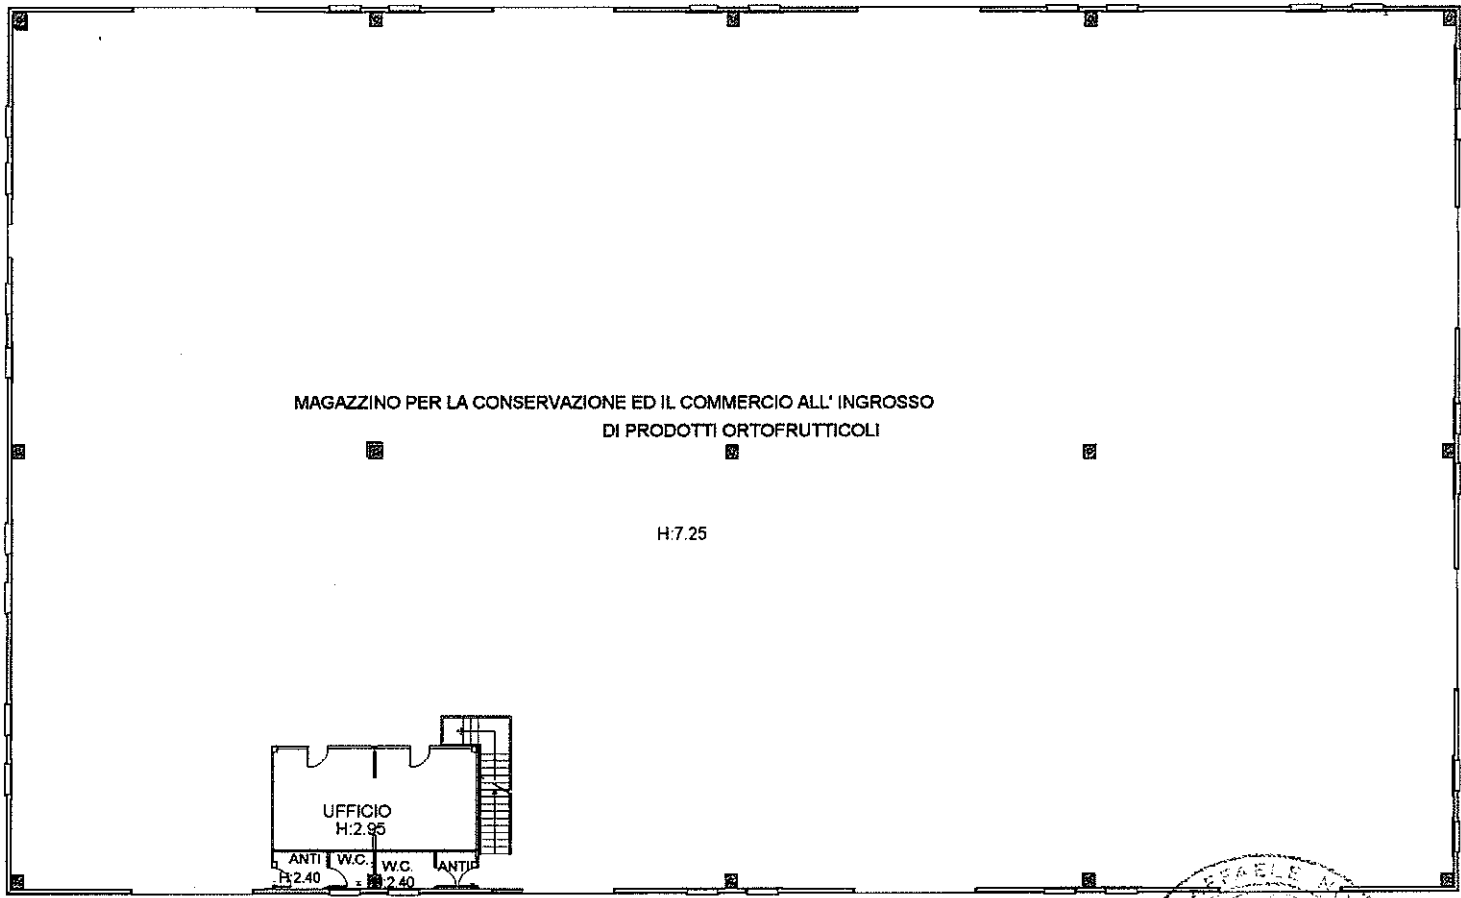 MAGAZZINO PER LA CONSERVAZIONE ED IL COMMERCIO ALL' INGROSSO
DI PRODOTTI ORTOFRUTTICOLI
H:7.25
UFFICIO
H:2.95
ANTI
W.C.
W.C.
ANTI
H:2.40
2.40